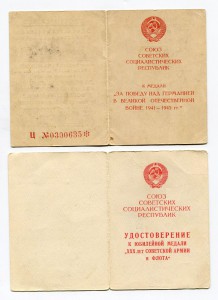 СОЮЗ
СОВЕТСКИХ
СОЦИАЛИСТИЧЕСКИХ
РЕСПУБЛИК
К МЕДАЛИ
"ЗА ПОБЕДУ НАД ГЕРМАНИЕЙ
В ВЕЛИКОЙ ОТЕЧЕСТВЕННОЙ
ВОЙНЕ 1941—1945 гг."
Ц №0350635
СОЮЗ
СОВЕТСКИХ
СОЦИАЛИСТИЧЕСКИХ
РЕСПУБЛИК
УДОСТОВЕРЕНИЕ
К ЮБИЛЕЙНОЙ МЕДАЛИ
„XXX лет СОВЕТСКОЙ АРМИИ
и ФЛОТА"